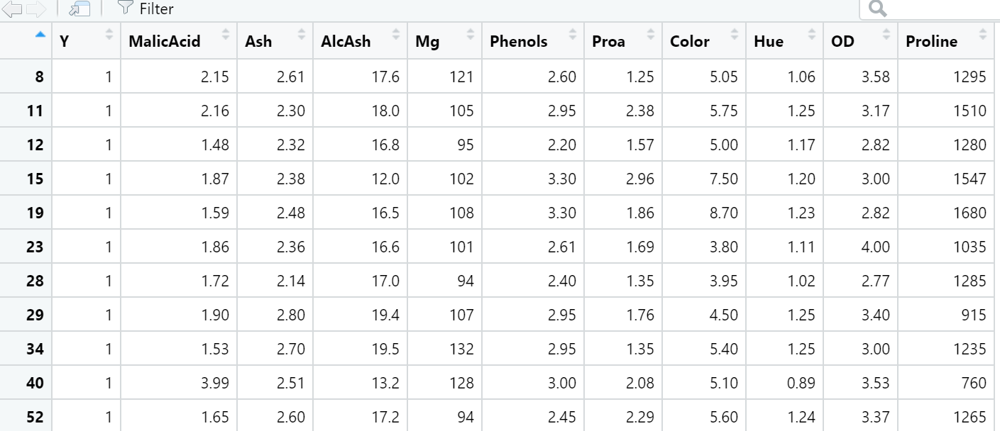 Filter
Y MalicAcid Ash AlcAsh Mg Phenols Proa Color Hue OD Proline
8 1 2.15 2.61 17.6 121 2.60 1.25 5.05 1.06 3.58 1295
11 1 2.16 2.30 18.0 105 2.95 2.38 5.75 1.25 3.17 1510
12 1 1.48 2.32 16.8 95 2.20 1.57 5.00 1.17 2.82 1280
15 1 1.87 2.38 12.0 102 3.30 2.96 7.50 1.20 3.00 1547
19 1 1.59 2.48 16.5 108 3.30 1.86 8.70 1.23 2.82 1680
23 1 1.86 2.36 16.6 101 2.61 1.69 3.80 1.11 4.00 1035
28 1 1.72 2.14 17.0 94 2.40 1.35 3.95 1.02 2.77 1285
29 1 1.90 2.80 19.4 107 2.95 1.76 4.50 1.25 3.40 915
34 1 1.53 2.70 19.5 132 2.95 1.35 5.40 1.25 3.00 1235
40 1 3.99 2.51 13.2 128 3.00 2.08 5.10 0.89 3.53 760
52 1 1.65 2.60 17.2 94 2.45 2.29 5.60 1.24 3.37 1265